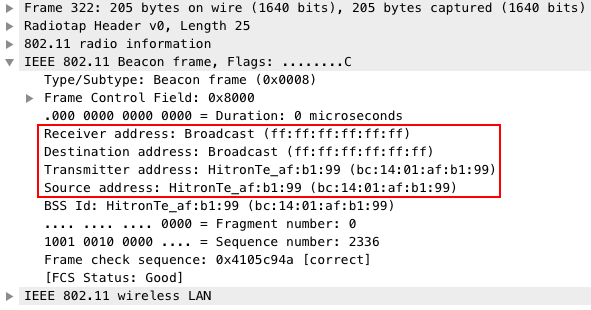 Frame 322: 205 bytes on wire (1640 bits), 205 bytes captured (1640 bits)
Radiotap Header v0, Length 25
802.11 radio information
IEEE 802.11 Beacon frame, Flags: ........C
Type/Subtype: Beacon frame (0x0008)
Frame Control Field: 0x8000
.000 0000 0000 0000 = Duration: 0 microseconds
Receiver address: Broadcast (ff:ff:ff:ff:ff:ff)
Destination address: Broadcast (ff:ff:ff:ff:ff:ff)
Transmitter address: HitronTe_af:b1:99 (bc:14:01:af:b1:99)
Source address: HitronTe_af:b1:99 (bc:14:01:af:b1:99)
BSS Id: HitronTe_af:b1:99 (bc:14:01:af:b1:99)
.... .... .... 0000 = Fragment number: 0
1001 0010 0000 .... = Sequence number: 2336
Frame check sequence: 0x4105c94a [correct]
[FCS Status: Good]
IEEE 802.11 wireless LAN